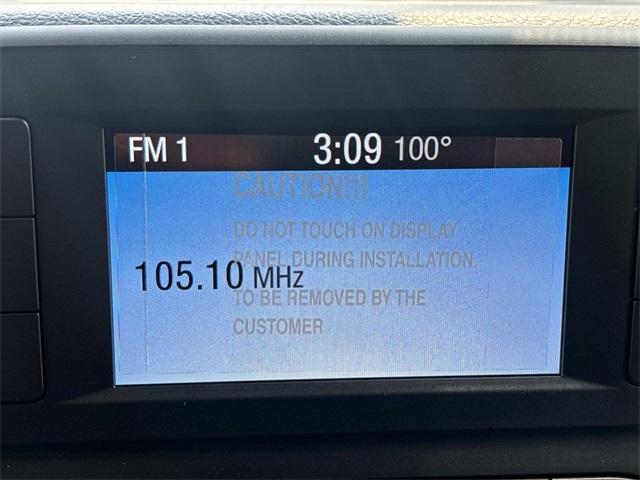 FM 1 3:09 100°
CAUTION!!!
DO NOT TOUCH ON DISPLAY
PANEL DURING INSTALLATION.
105.10 MHz
TO BE REMOVED BY THE
CUSTOMER